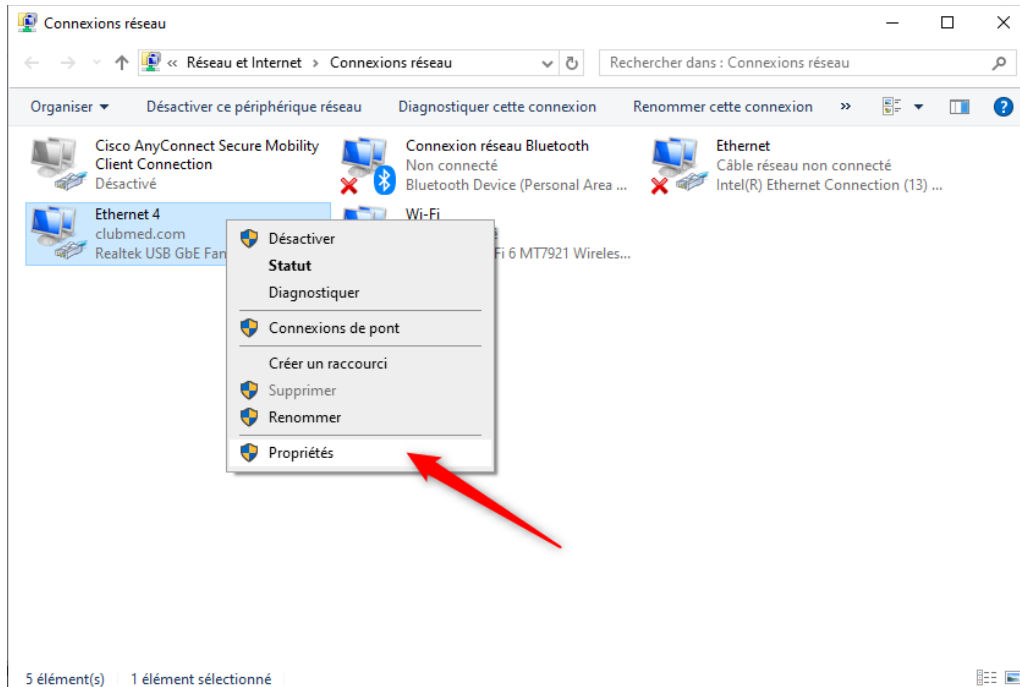 Connexions réseau
« Réseau et Internet › Connexions réseau
Rechercher dans : Connexions réseau
Organiser
Désactiver ce périphérique réseau
Diagnostiquer cette connexion
Renommer cette connexion
»
Cisco AnyConnect Secure Mobility
Client Connection
Désactivé
Connexion réseau Bluetooth
Non connecté
Bluetooth Device (Personal Area ...
Ethernet
Câble réseau non connecté
Intel(R) Ethernet Connection (13) ...
Ethernet 4
clubmed.com
Realtek USB GbE Fan
Wi-Fi
Fi 6 MT7921 Wireles...
Désactiver
Statut
Diagnostiquer
Connexions de pont
Créer un raccourci
Supprimer
Renommer
Propriétés
5 élément(s)
1 élément sélectionné